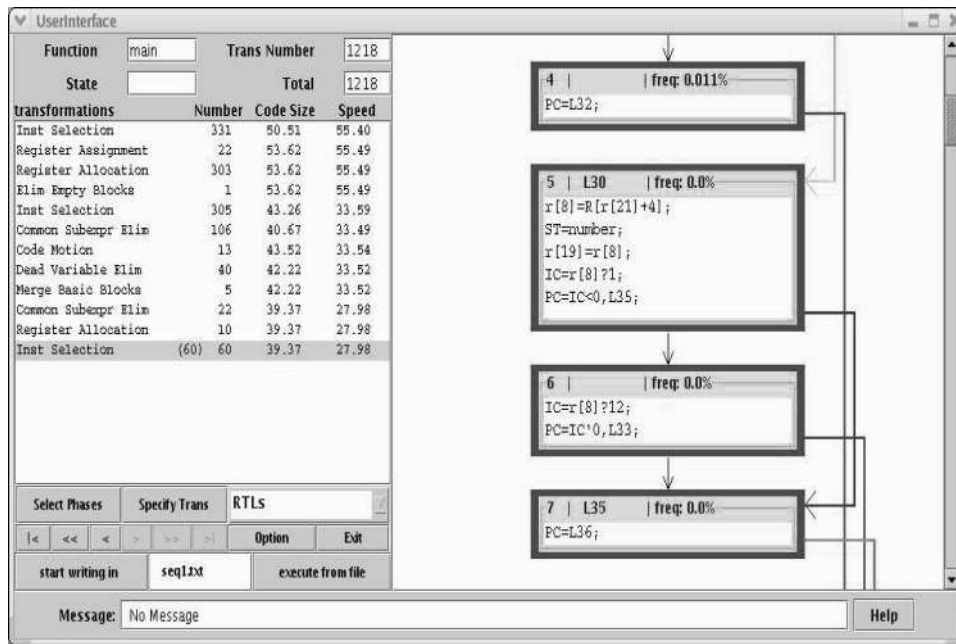 UserInterface
Function main Trans Number 1218
State Total 1218
transformations Number Code Size Speed
Inst Selection 331 50.51 55.40
Register Assignment 22 53.62 55.49
Register Allocation 303 53.62 55.49
Elim Empty Blocks 1 53.62 55.49
Inst Selection 305 43.26 33.59
Common Subexpr Elim 106 40.67 33.49
Code Motion 13 43.52 33.54
Dead Variable Elim 40 42.22 33.52
Merge Basic Blocks 5 42.22 33.52
Common Subexpr Elim 22 39.37 27.98
Register Allocation 10 39.37 27.98
Inst Selection (60) 60 39.37 27.98
Select Phases Specify Trans RTLs
|< << < > >> >| Option Exit
start writing in seq1.txt execute from file
4 | | freq: 0.011%
PC=L32;
5 | L30 | freq: 0.0%
r[8]=R[r[21]+4];
ST=number;
r[19]=r[8];
IC=r[8]?1;
PC=IC<0,L35;
6 | | freq: 0.0%
IC=r[8]?12;
PC=IC'0,L33;
7 | L35 | freq: 0.0%
PC=L36;
Message: No Message Help